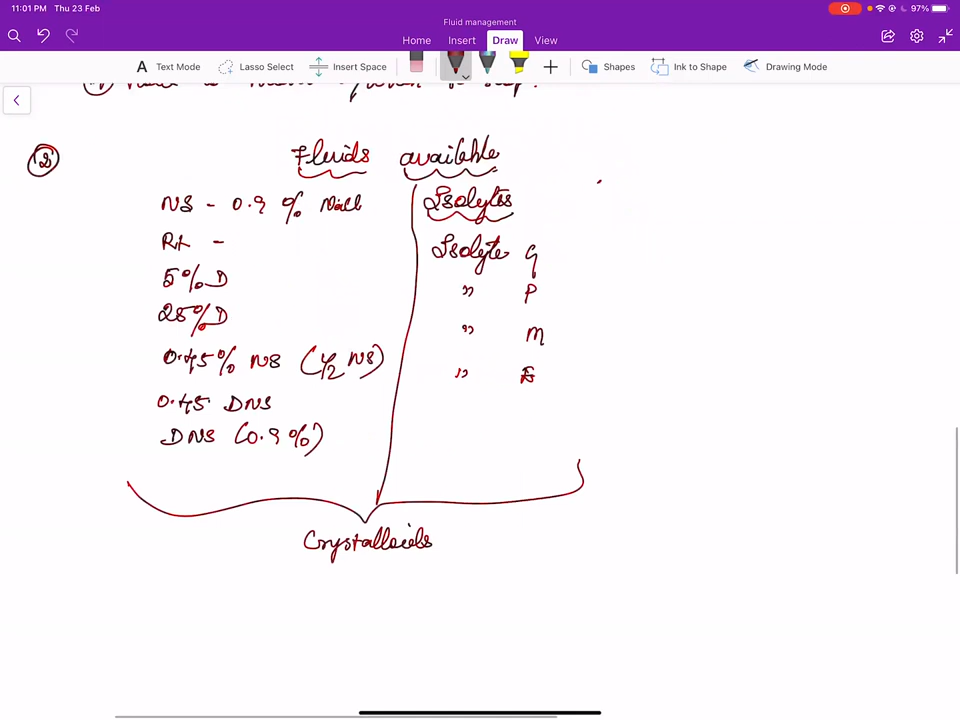 11:01 PM Thu 23 Feb
97%
Fluid management
Home Insert Draw View
Text Mode Lasso Select Insert Space Shapes Ink to Shape Drawing Mode
② Fluids available
NS - 0.9 % NaCl
RL -
5% D
25% D
0.45% NS (1/2 NS)
0.45 DNS
DNS (0.9%)
Isolytes
Isolyte G
" P
" M
" E
Crystalloids